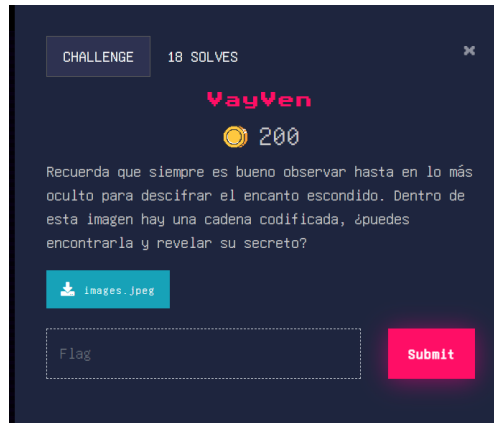 CHALLENGE 18 SOLVES ×
VayVen
200
Recuerda que siempre es bueno observar hasta en lo más
oculto para descifrar el encanto escondido. Dentro de
esta imagen hay una cadena codificada, ¿puedes
encontrarla y revelar su secreto?
images.jpeg
Flag Submit